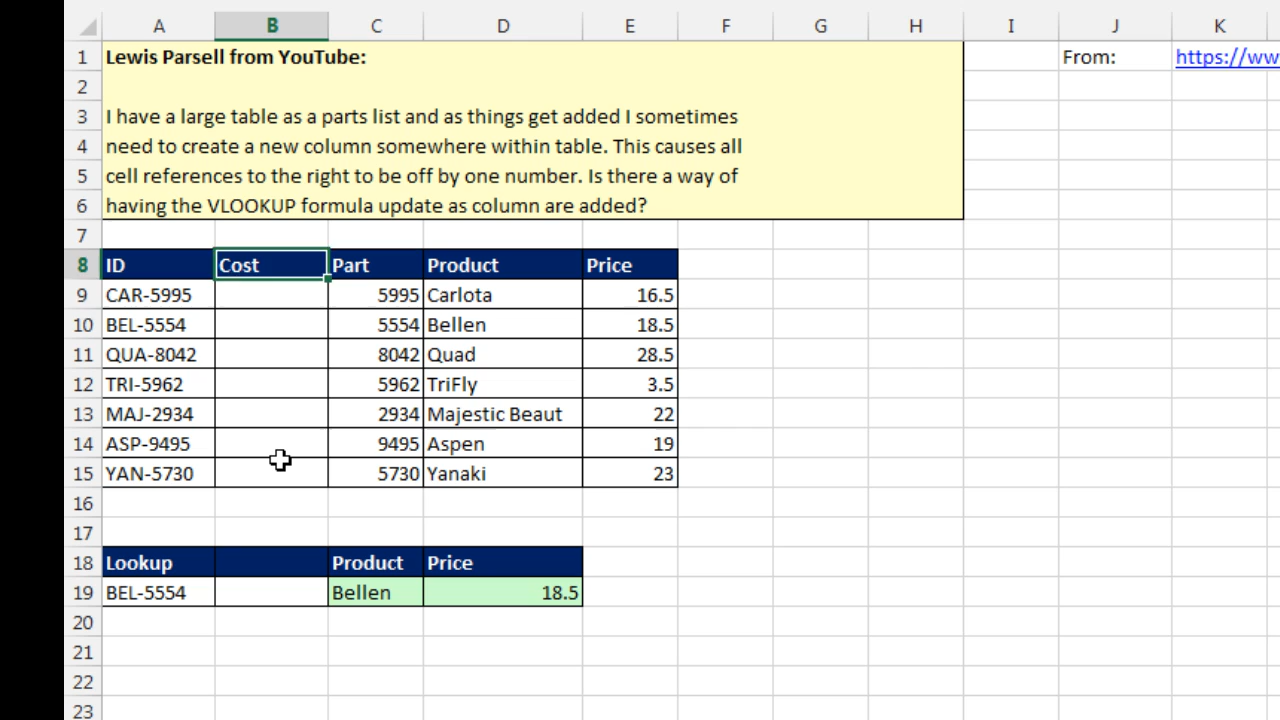 A B C D E F G H I J K
1 Lewis Parsell from YouTube: From: https://ww
2
3 I have a large table as a parts list and as things get added I sometimes
4 need to create a new column somewhere within table. This causes all
5 cell references to the right to be off by one number. Is there a way of
6 having the VLOOKUP formula update as column are added?
7
8 ID Cost Part Product Price
9 CAR-5995 5995 Carlota 16.5
10 BEL-5554 5554 Bellen 18.5
11 QUA-8042 8042 Quad 28.5
12 TRI-5962 5962 TriFly 3.5
13 MAJ-2934 2934 Majestic Beaut 22
14 ASP-9495 9495 Aspen 19
15 YAN-5730 5730 Yanaki 23
16
17
18 Lookup Product Price
19 BEL-5554 Bellen 18.5
20
21
22
23